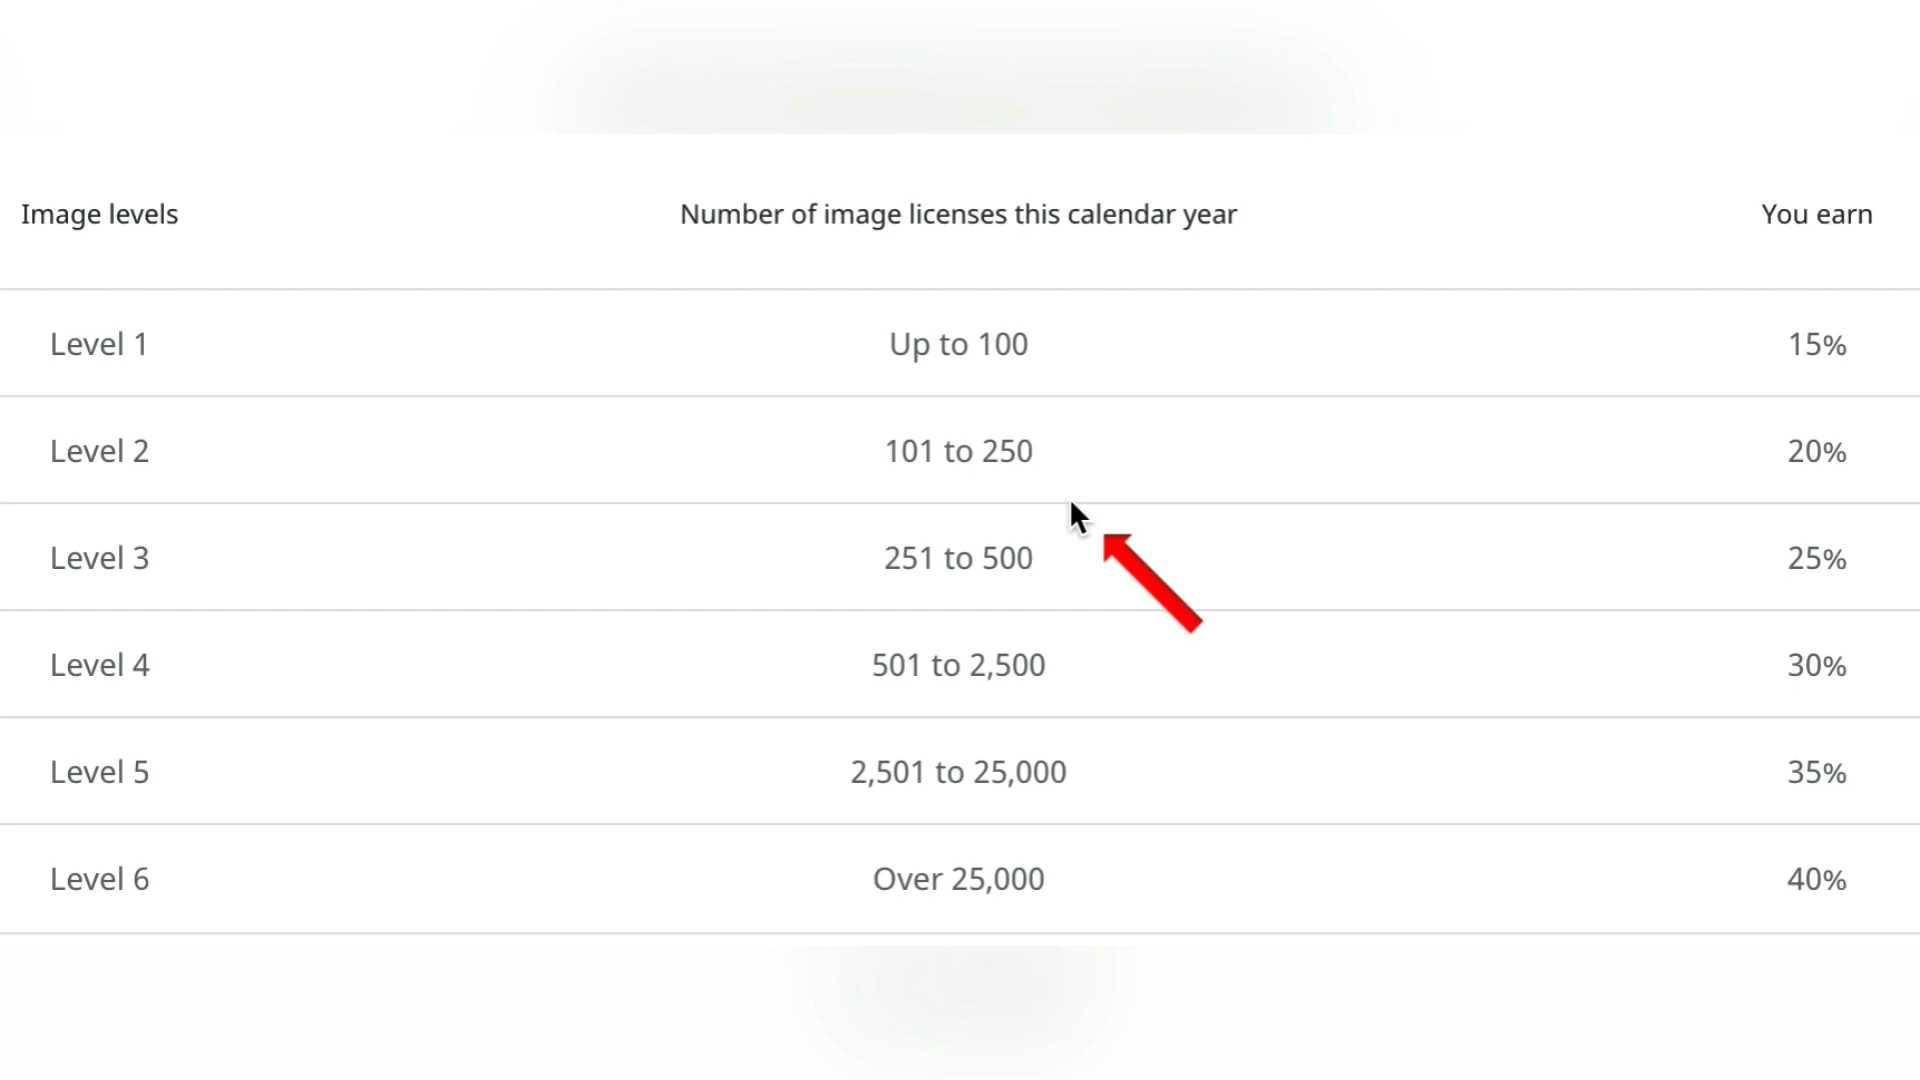 Image levels Number of image licenses this calendar year You earn
Level 1 Up to 100 15%
Level 2 101 to 250 20%
Level 3 251 to 500 25%
Level 4 501 to 2,500 30%
Level 5 2,501 to 25,000 35%
Level 6 Over 25,000 40%